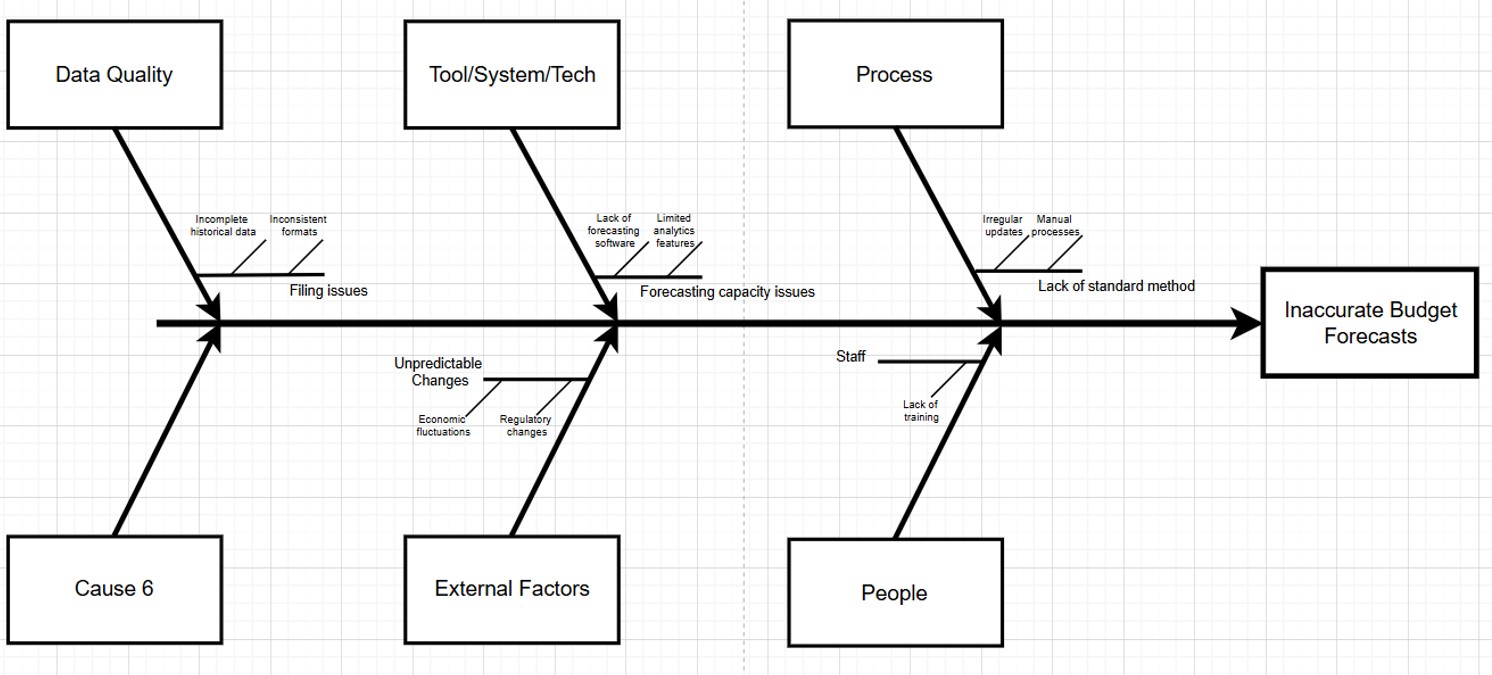 Data Quality
Tool/System/Tech
Process
Incomplete
historical data
Inconsistent
formats
Filing issues
Lack of
forecasting
software
Limited
analytics
features
Forecasting capacity issues
Irregular
updates
Manual
processes
Lack of standard method
Inaccurate Budget
Forecasts
Unpredictable
Changes
Economic
fluctuations
Regulatory
changes
Staff
Lack of
training
Cause 6
External Factors
People